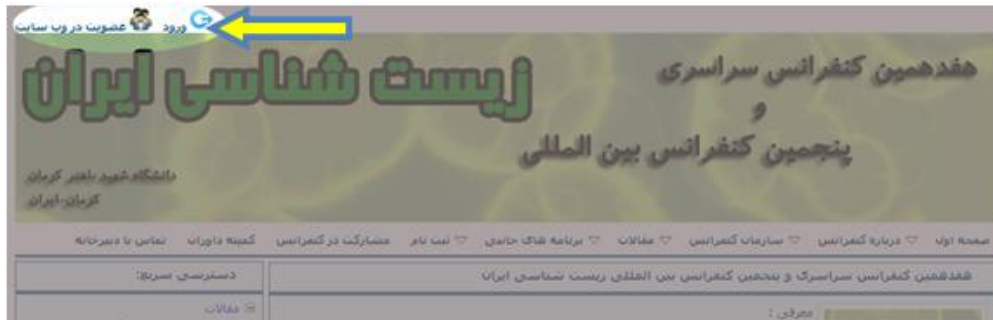 ورود عضویت در وب سایت
هفدهمین کنفرانس سراسری
و
پنجمین کنفرانس بین المللی
زیست شناسی ایران
دانشگاه شهید باهنر کرمان
کرمان-ایران
صفحه اول درباره کنفرانس سازمان کنفرانس مقالات برنامه های جانبی ثبت نام مشارکت در کنفرانس کمیته داوران تماس با دبیرخانه
هفدهمین کنفرانس سراسری و پنجمین کنفرانس بین المللی زیست شناسی ایران
دسترسی سریع:
معرفی :
مقالات